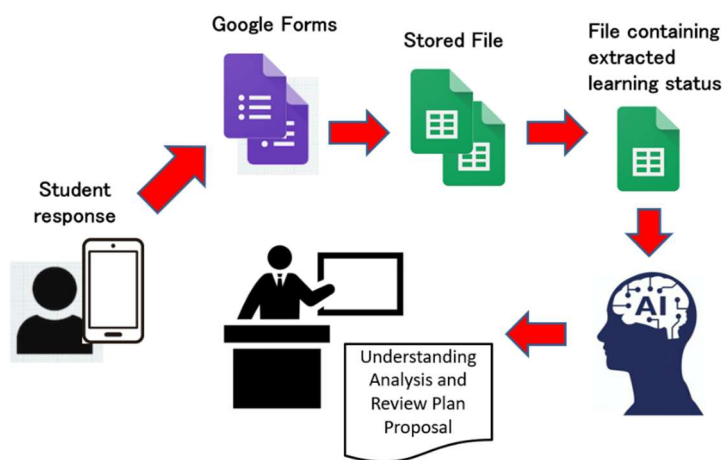 Google Forms
Stored File
File containing
extracted
learning status
Student
response
AI
Understanding
Analysis and
Review Plan
Proposal